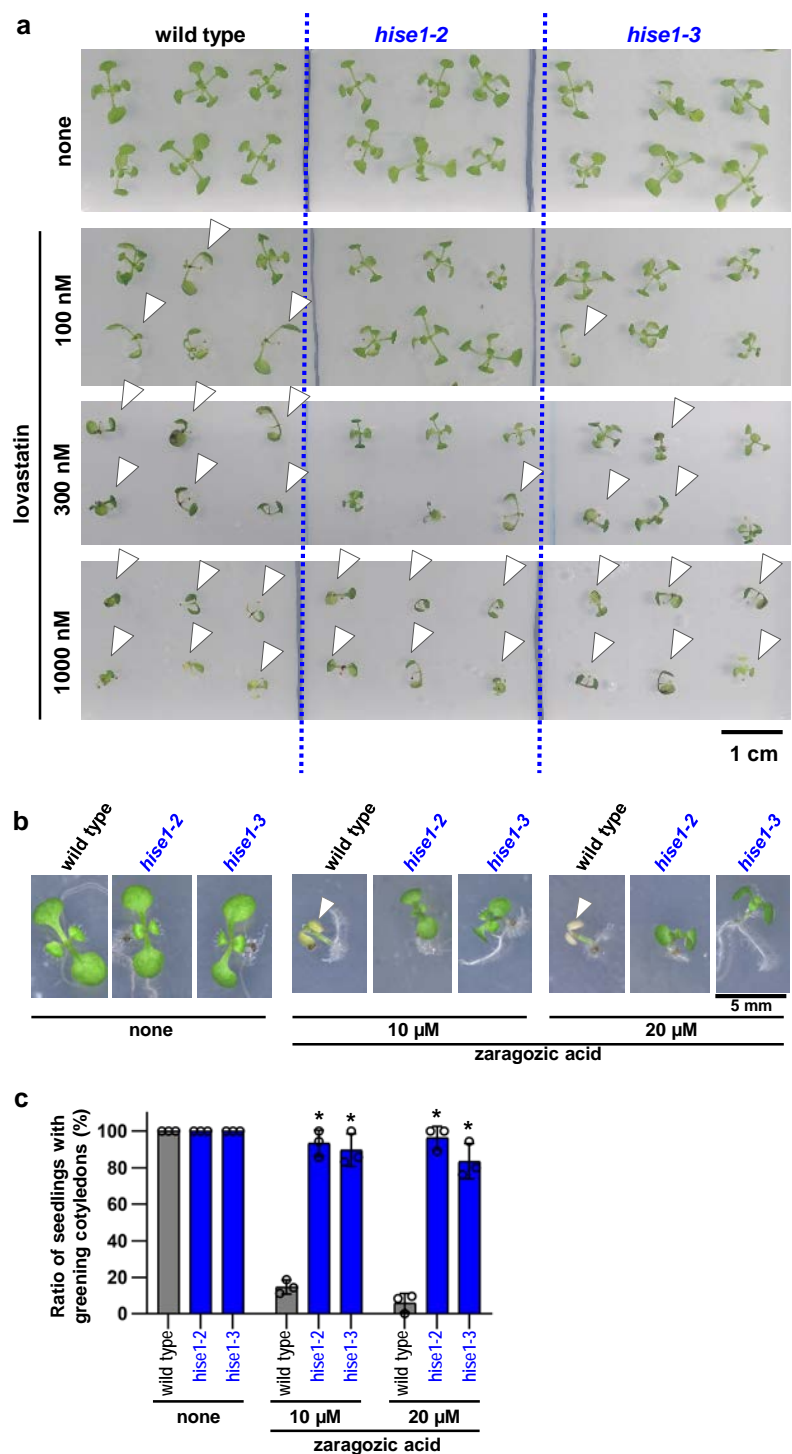 a
wild type hise1-2 hise1-3
none
lovastatin
100 nM
300 nM
1000 nM
1 cm
b
wild type hise1-2 hise1-3 wild type hise1-2 hise1-3 wild type hise1-2 hise1-3
5 mm
none 10 µM 20 µM
zaragozic acid
c
Ratio of seedlings with
greening cotyledons (%)
100
80
60
40
20
0
* * * *
wild type hise1-2 hise1-3 wild type hise1-2 hise1-3 wild type hise1-2 hise1-3
none 10 µM 20 µM
zaragozic acid